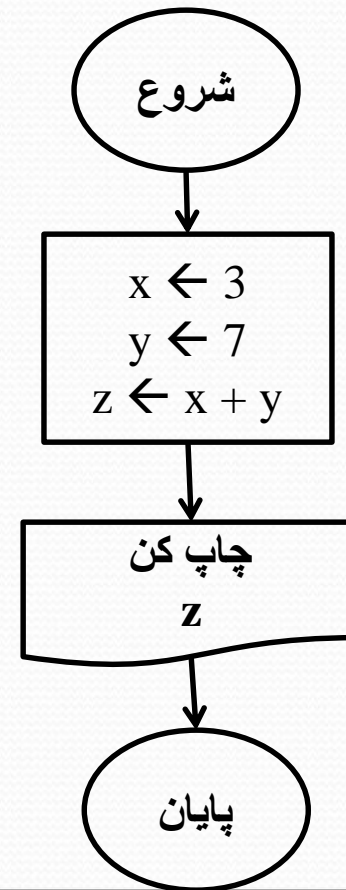 شروع
x ← 3
y ← 7
z ← x + y
چاپ کن
z
پایان